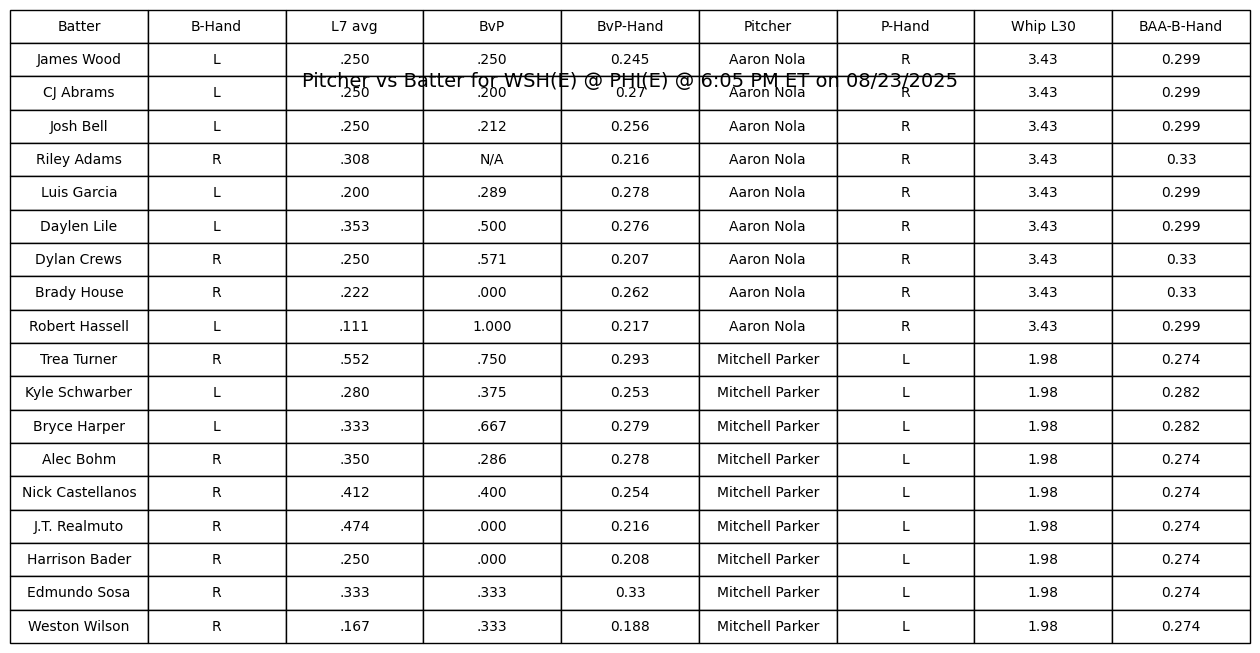 Batter B-Hand L7 avg BvP BvP-Hand Pitcher P-Hand Whip L30 BAA-B-Hand
James Wood L .250 .250 0.245 Aaron Nola R 3.43 0.299
Pitcher vs Batter for WSH(E) @ PHI(E) @ 6:05 PM ET on 08/23/2025
CJ Abrams L .250 .200 0.27 Aaron Nola R 3.43 0.299
Josh Bell L .250 .212 0.256 Aaron Nola R 3.43 0.299
Riley Adams R .308 N/A 0.216 Aaron Nola R 3.43 0.33
Luis Garcia L .200 .289 0.278 Aaron Nola R 3.43 0.299
Daylen Lile L .353 .500 0.276 Aaron Nola R 3.43 0.299
Dylan Crews R .250 .571 0.207 Aaron Nola R 3.43 0.33
Brady House R .222 .000 0.262 Aaron Nola R 3.43 0.33
Robert Hassell L .111 1.000 0.217 Aaron Nola R 3.43 0.299
Trea Turner R .552 .750 0.293 Mitchell Parker L 1.98 0.274
Kyle Schwarber L .280 .375 0.253 Mitchell Parker L 1.98 0.282
Bryce Harper L .333 .667 0.279 Mitchell Parker L 1.98 0.282
Alec Bohm R .350 .286 0.278 Mitchell Parker L 1.98 0.274
Nick Castellanos R .412 .400 0.254 Mitchell Parker L 1.98 0.274
J.T. Realmuto R .474 .000 0.216 Mitchell Parker L 1.98 0.274
Harrison Bader R .250 .000 0.208 Mitchell Parker L 1.98 0.274
Edmundo Sosa R .333 .333 0.33 Mitchell Parker L 1.98 0.274
Weston Wilson R .167 .333 0.188 Mitchell Parker L 1.98 0.274